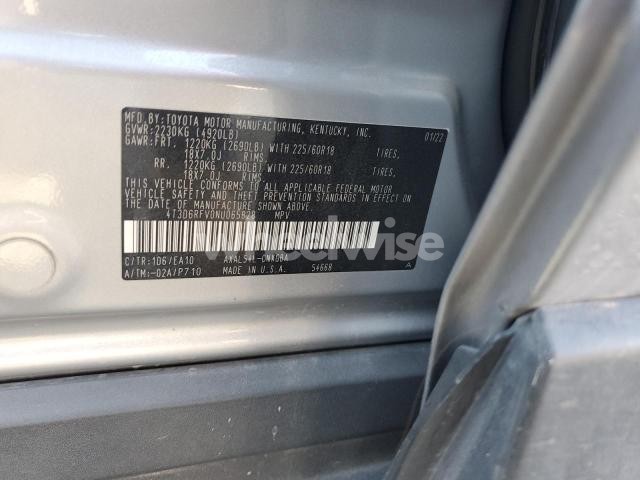 MFD.BY:TOYOTA MOTOR MANUFACTURING, KENTUCKY, INC. 01/22
GVWR:2230KG (4920LB)
GAWR:FRT. 1220KG (2690LB) WITH 225/60R18 TIRES,
18X7.0J RIMS.
RR. 1220KG (2690LB) WITH 225/60R18 TIRES,
18X7.0J RIMS.
THIS VEHICLE CONFORMS TO ALL APPLICABLE FEDERAL MOTOR
VEHICLE SAFETY AND THEFT PREVENTION STANDARDS IN EFFECT
ON THE DATE OF MANUFACTURE SHOWN ABOVE.
4T3D6RFV0NU065828 MPV
Wheelwise
C/TR:1D6/EA10
A/TM:-02A/P710 MADE IN U.S.A. 54668 A